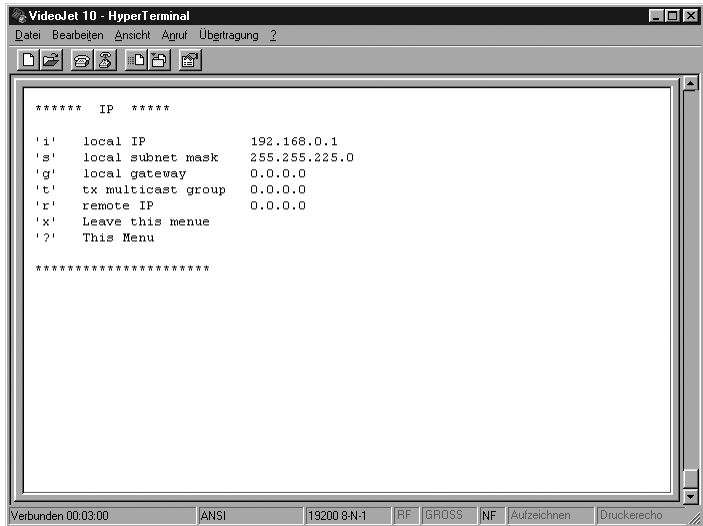 VideoJet 10 - HyperTerminal
Datei Bearbeiten Ansicht Anruf Übertragung ?
****** IP *****
'i' local IP 192.168.0.1
's' local subnet mask 255.255.225.0
'g' local gateway 0.0.0.0
't' tx multicast group 0.0.0.0
'r' remote IP 0.0.0.0
'x' Leave this menue
'?' This Menu
**********************
Verbunden 00:03:00 ANSI 19200 8-N-1 RF GROSS NF Aufzeichnen Druckerecho